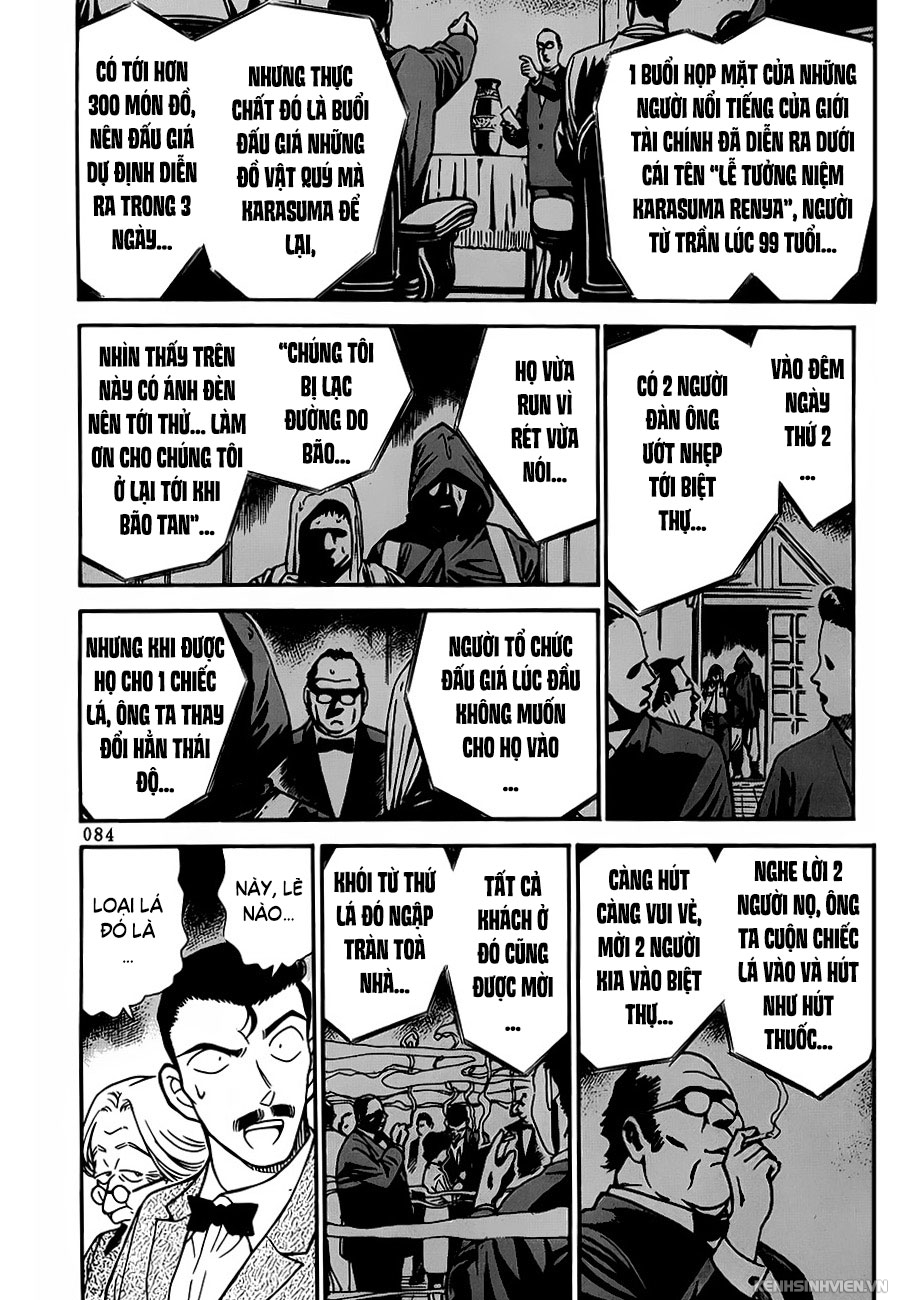 1 BUỔI HỌP MẶT CỦA NHỮNG
NGƯỜI NỔI TIẾNG CỦA GIỚI
TÀI CHÍNH ĐÃ DIỄN RA DƯỚI
CÁI TÊN "LỄ TƯỞNG NIỆM
KARASUMA RENYA", NGƯỜI
TỪ TRẦN LÚC 99 TUỔI...
NHƯNG THỰC
CHẤT ĐÓ LÀ BUỔI
ĐẤU GIÁ NHỮNG
ĐỒ VẬT QUÝ MÀ
KARASUMA ĐỂ
LẠI,
CÓ TỚI HƠN
300 MÓN ĐỒ,
NÊN ĐẤU GIÁ
DỰ ĐỊNH DIỄN
RA TRONG 3
NGÀY...
VÀO ĐÊM
NGÀY
THỨ 2
...
CÓ 2 NGƯỜI
ĐÀN ÔNG
ƯỚT NHẸP
TỚI BIỆT
THỰ...
HỌ VỪA
RUN VÌ
RÉT VỪA
NÓI...
"CHÚNG TÔI
BỊ LẠC
ĐƯỜNG DO
BÃO...
NHÌN THẤY TRÊN
NÀY CÓ ÁNH ĐÈN
NÊN TỚI THỬ... LÀM
ƠN CHO CHÚNG TÔI
Ở LẠI TỚI KHI
BÃO TAN"...
NGƯỜI TỔ CHỨC
ĐẤU GIÁ LÚC ĐẦU
KHÔNG MUỐN
CHO HỌ VÀO
...
NHƯNG KHI ĐƯỢC
HỌ CHO 1 CHIẾC
LÁ, ÔNG TA THAY
ĐỔI HẲN THÁI
ĐỘ...
084
NGHE LỜI 2
NGƯỜI NỌ, ÔNG
TA CUỘN CHIẾC
LÁ VÀO VÀ HÚT
NHƯ HÚT
THUỐC...
CÀNG HÚT
CÀNG VUI VẺ,
MỜI 2 NGƯỜI
KIA VÀO BIỆT
THỰ...
TẤT CẢ
KHÁCH Ở
ĐÓ CŨNG
ĐƯỢC MỜI
...
KHÓI TỪ THỨ
LÁ ĐÓ NGẬP
TRÀN TOÀ
NHÀ...
NÀY, LẼ
NÀO...
LOẠI LÁ
ĐÓ LÀ
...
KENHSINHVIEN.VN